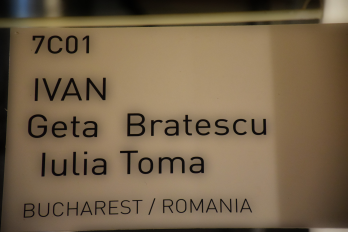 7C01
IVAN
Geta Bratescu
Iulia Toma
BUCHAREST / ROMANIA